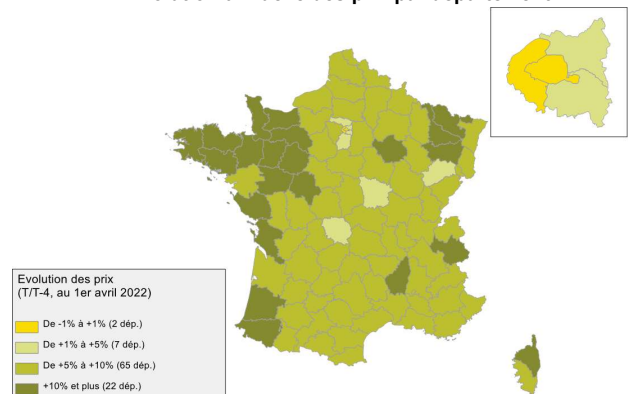 Evolution des prix
(T/T-4, au 1er avril 2022)
De -1% à +1% (2 dép.)
De +1% à +5% (7 dép.)
De +5% à +10% (65 dép.)
+10% et plus (22 dép.)